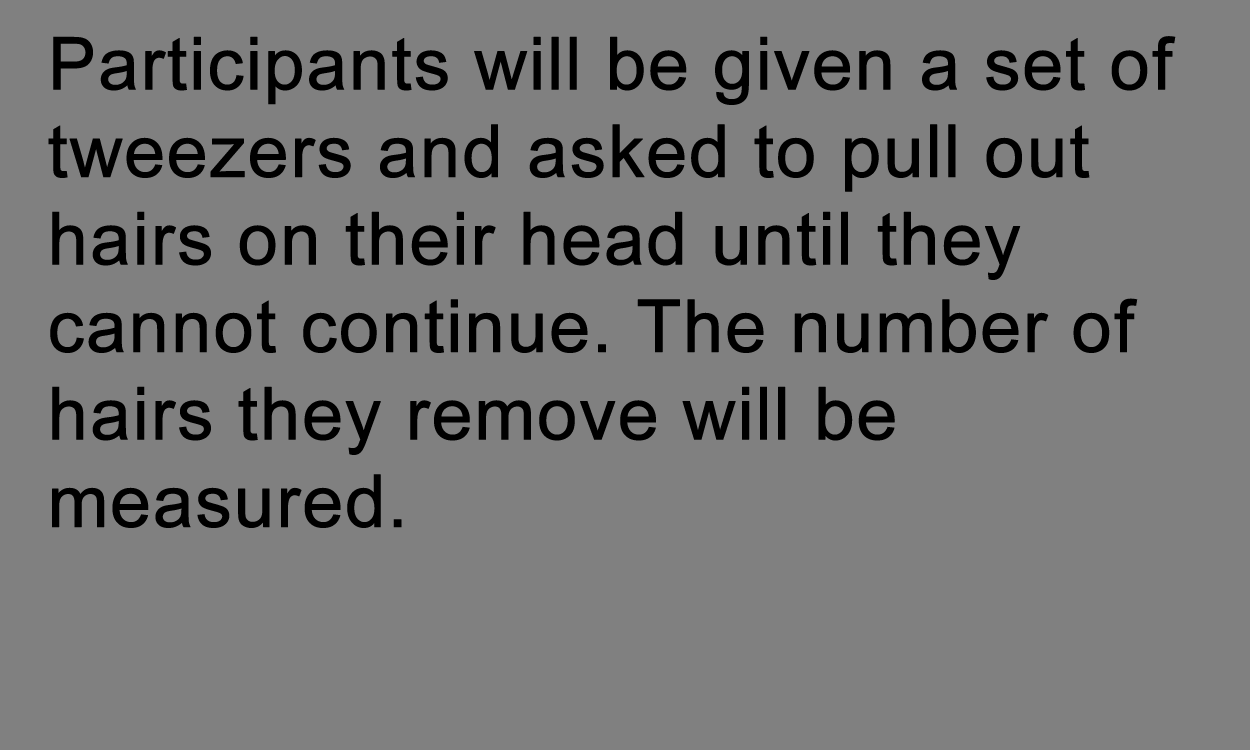 Participants will be given a set of
tweezers and asked to pull out
hairs on their head until they
cannot continue. The number of
hairs they remove will be
measured.